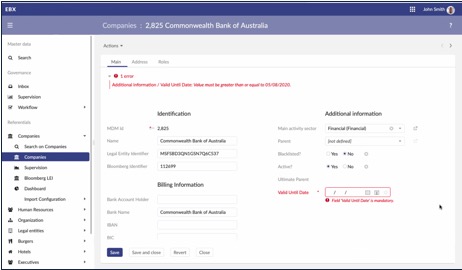 EBX
John Smith
Companies : 2,825 Commonwealth Bank of Australia
?
Master data
Search
Governance
Inbox
Supervision
Workflow
Referentials
Companies
Search on Companies
Companies
Supervision
Bloomberg LEI
Dashboard
Import Configuration
Human Resources
Organization
Legal entities
Burgers
Hotels
Executives
Actions
Main Address Roles
1 error
Additional information / Valid Until Date: Value must be greater than or equal to 05/08/2020.
Identification
MDM Id 2,825
Name Commonwealth Bank of Australia
Legal Entity Identifier MSFSBD3QN1GSN7Q6C537
Bloomberg Identifier 112699
Billing Information
Bank Account Holder
Bank Name Commonwealth Bank of Australia
IBAN
BIC
Additional information
Main activity sector Financial (Financial)
Parent [not defined]
Blacklisted? Yes No
Active? Yes No
Ultimate Parent
Valid Until Date / /
Field 'Valid Until Date' is mandatory.
Save Save and close Revert Close